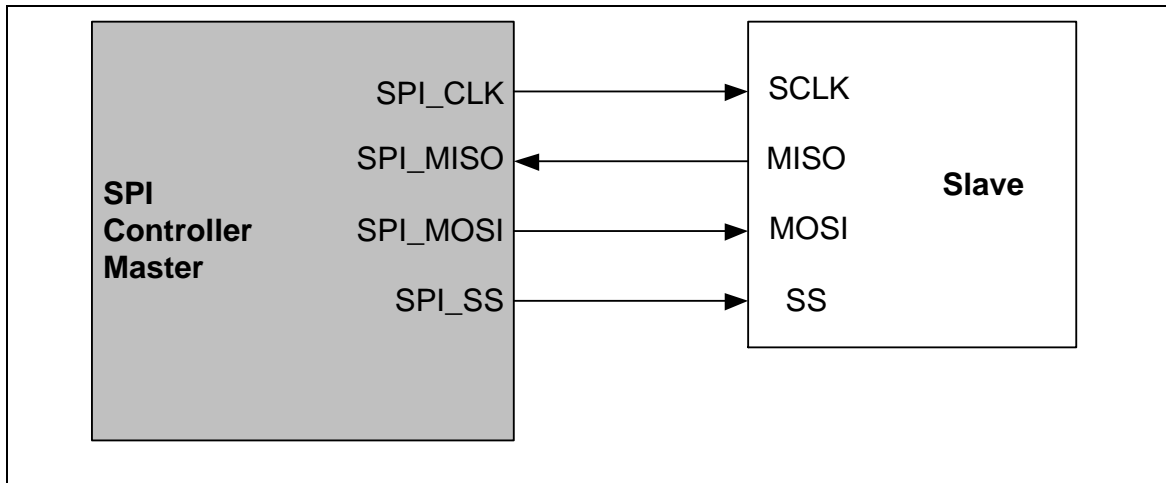 SPI_CLK
SPI_MISO
SPI_MOSI
SPI_SS
SPI
Controller
Master
SCLK
MISO
MOSI
SS
Slave